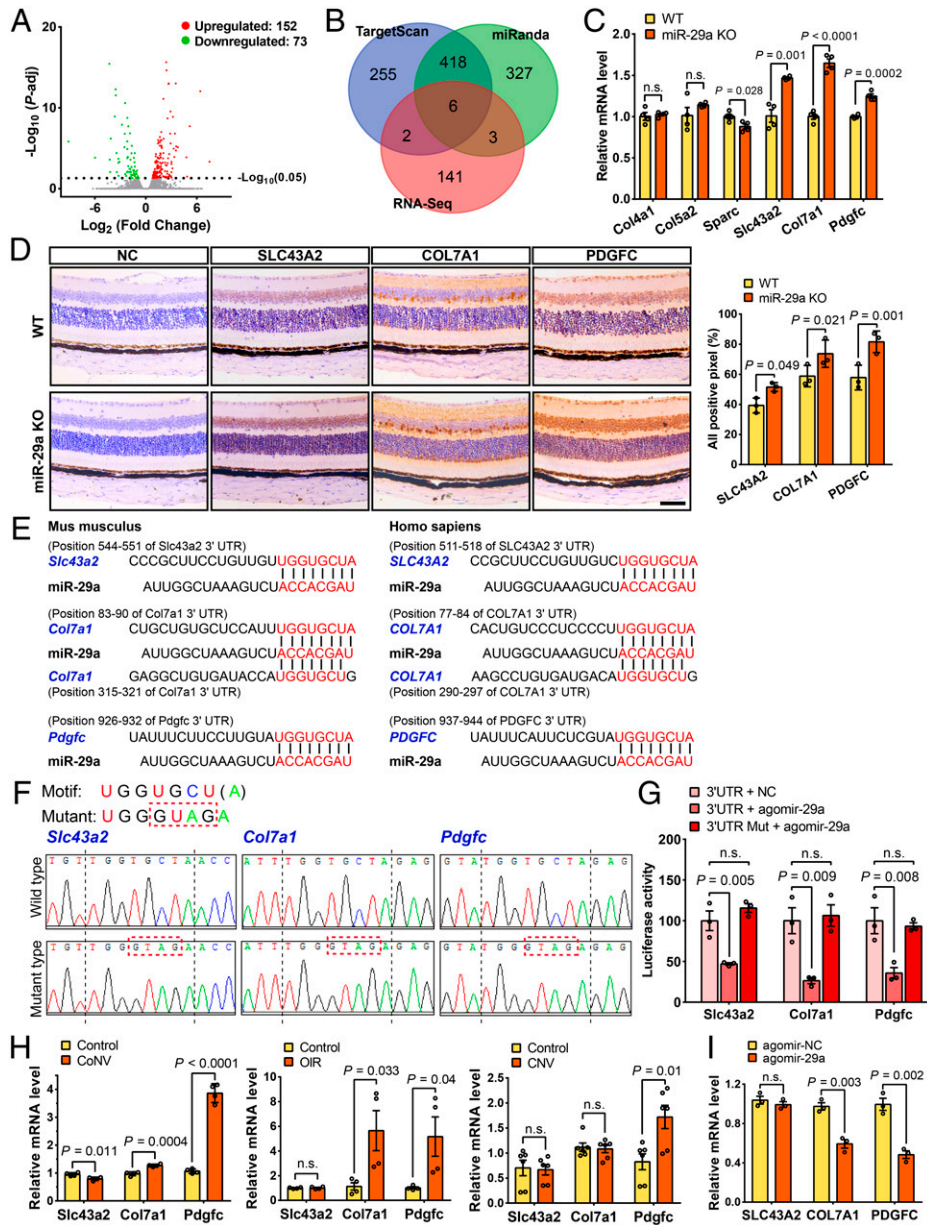 A
Upregulated: 152
Downregulated: 73
-Log10 (P-adj)
20
15
10
5
0
-Log10(0.05)
-6
0
6
Log2 (Fold Change)
B
TargetScan
miRanda
255
418
327
6
2
3
141
RNA-Seq
C
WT
miR-29a KO
Relative mRNA level
2.0
1.5
1.0
0.5
0
n.s.
n.s.
P = 0.028
P = 0.001
P < 0.0001
P = 0.0002
Col4a1
Col5a2
Sparc
Slc43a2
Col7a1
Pdgfc
D
NC
SLC43A2
COL7A1
PDGFC
WT
miR-29a KO
WT
miR-29a KO
All positive pixel (%)
100
80
60
40
20
0
P = 0.049
P = 0.021
P = 0.001
SLC43A2
COL7A1
PDGFC
E
Mus musculus
(Position 544-551 of Slc43a2 3' UTR)
Slc43a2 CCCGCUUCCUGUUGUUGGUGCUA
miR-29a AUUGGCUAAAGUCUACCACGAU
(Position 83-90 of Col7a1 3' UTR)
Col7a1 CUGCUGUGCUCCAUUUGGUGCUA
miR-29a AUUGGCUAAAGUCUACCACGAU
Col7a1 GAGGCUGUGAUACCAUGGUGCUG
(Position 315-321 of Col7a1 3' UTR)
(Position 926-932 of Pdgfc 3' UTR)
Pdgfc UAUUUCUUCCUUGUAUGGUGCUA
miR-29a AUUGGCUAAAGUCUACCACGAU
Homo sapiens
(Position 511-518 of SLC43A2 3' UTR)
SLC43A2 CCGCUUCCUGUUGUCUGGUGCUA
miR-29a AUUGGCUAAAGUCUACCACGAU
(Position 77-84 of COL7A1 3' UTR)
COL7A1 CACUGUCCCUCCCCUUGGUGCUA
miR-29a AUUGGCUAAAGUCUACCACGAU
COL7A1 AAGCCUGUGAUGACAUGGUGCUG
(Position 290-297 of COL7A1 3' UTR)
(Position 937-944 of PDGFC 3' UTR)
PDGFC UAUUUCAUUCUCGUAUGGUGCUA
miR-29a AUUGGCUAAAGUCUACCACGAU
F
Motif: U G G U G C U (A)
Mutant: U G G G U A G A
Slc43a2
Col7a1
Pdgfc
Wild type
T G T T G G T G C T A A C C
A T T T G G T G C T A G A G
G T A T G G T G C T A G A G
Mutant type
T G T T G G G T A G A A C C
A T T T G G G T A G A G A G
G T A T G G G T A G A G A G
G
3'UTR + NC
3'UTR + agomir-29a
3'UTR Mut + agomir-29a
Luciferase activity
200
150
100
50
0
n.s.
P = 0.005
n.s.
P = 0.009
n.s.
P = 0.008
Slc43a2
Col7a1
Pdgfc
H
Control
CoNV
Relative mRNA level
5
4
3
2
1
0
P = 0.011
P = 0.0004
P < 0.0001
Slc43a2
Col7a1
Pdgfc
Control
OIR
Relative mRNA level
10
8
6
4
2
0
n.s.
P = 0.033
P = 0.04
Slc43a2
Col7a1
Pdgfc
Control
CNV
Relative mRNA level
2.5
2.0
1.5
1.0
0.5
0
n.s.
n.s.
P = 0.01
Slc43a2
Col7a1
Pdgfc
I
agomir-NC
agomir-29a
Relative mRNA level
1.4
1.0
0.6
0.2
0
n.s.
P = 0.003
P = 0.002
SLC43A2
COL7A1
PDGFC